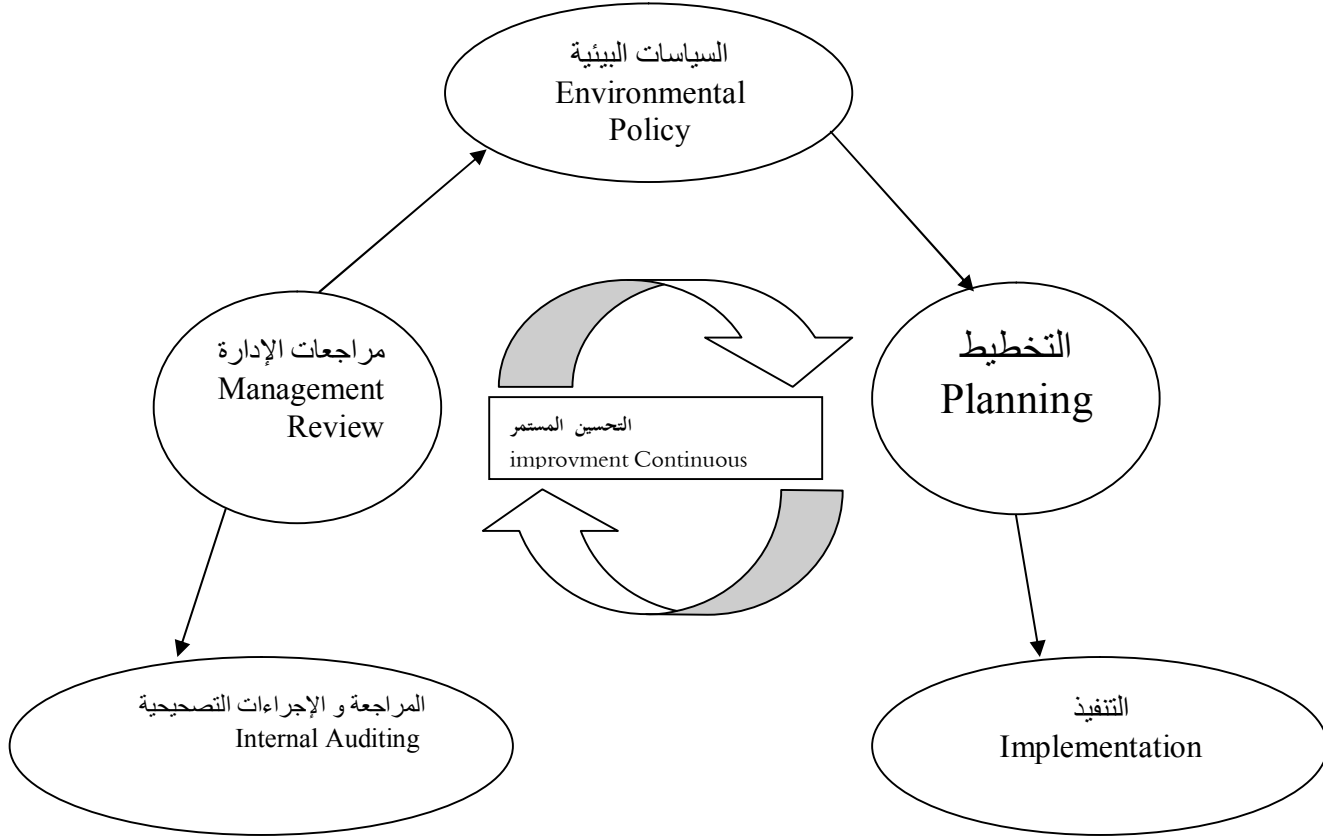 السياسات البيئية
Environmental
Policy
مراجعات الإدارة
Management
Review
التخطيط
Planning
التحسين المستمر
improvment Continuous
المراجعة و الإجراءات التصحيحية
Internal Auditing
التنفيذ
Implementation